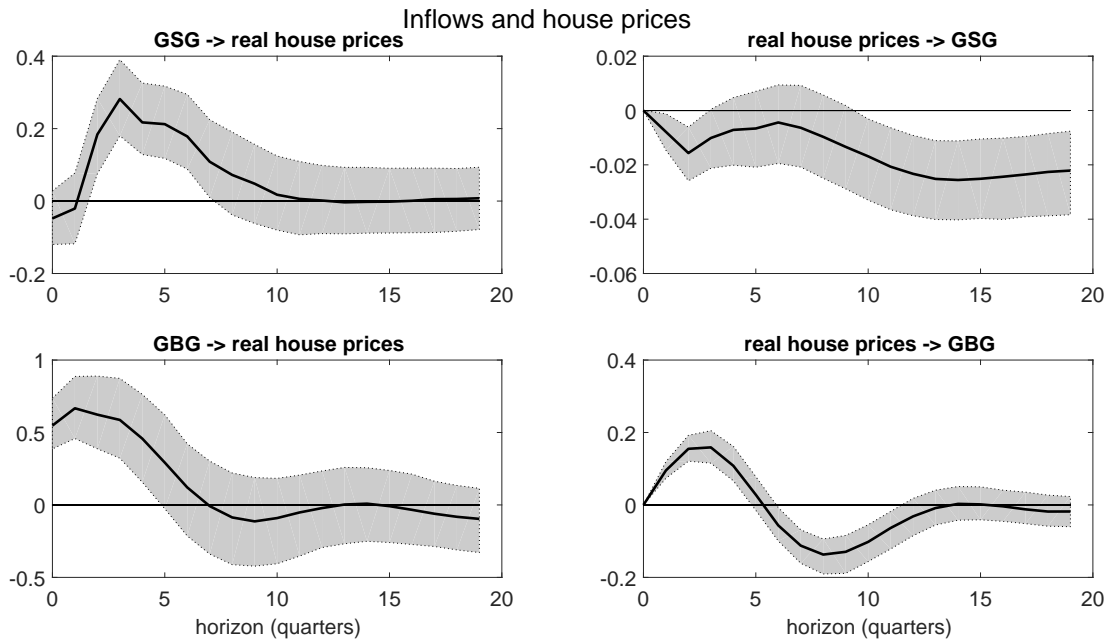 Inflows and house prices
GSG -> real house prices
0.4
0.2
0
-0.2
0 5 10 15 20
real house prices -> GSG
0.02
0
-0.02
-0.04
-0.06
0 5 10 15 20
GBG -> real house prices
1
0.5
0
-0.5
0 5 10 15 20
horizon (quarters)
real house prices -> GBG
0.4
0.2
0
-0.2
0 5 10 15 20
horizon (quarters)